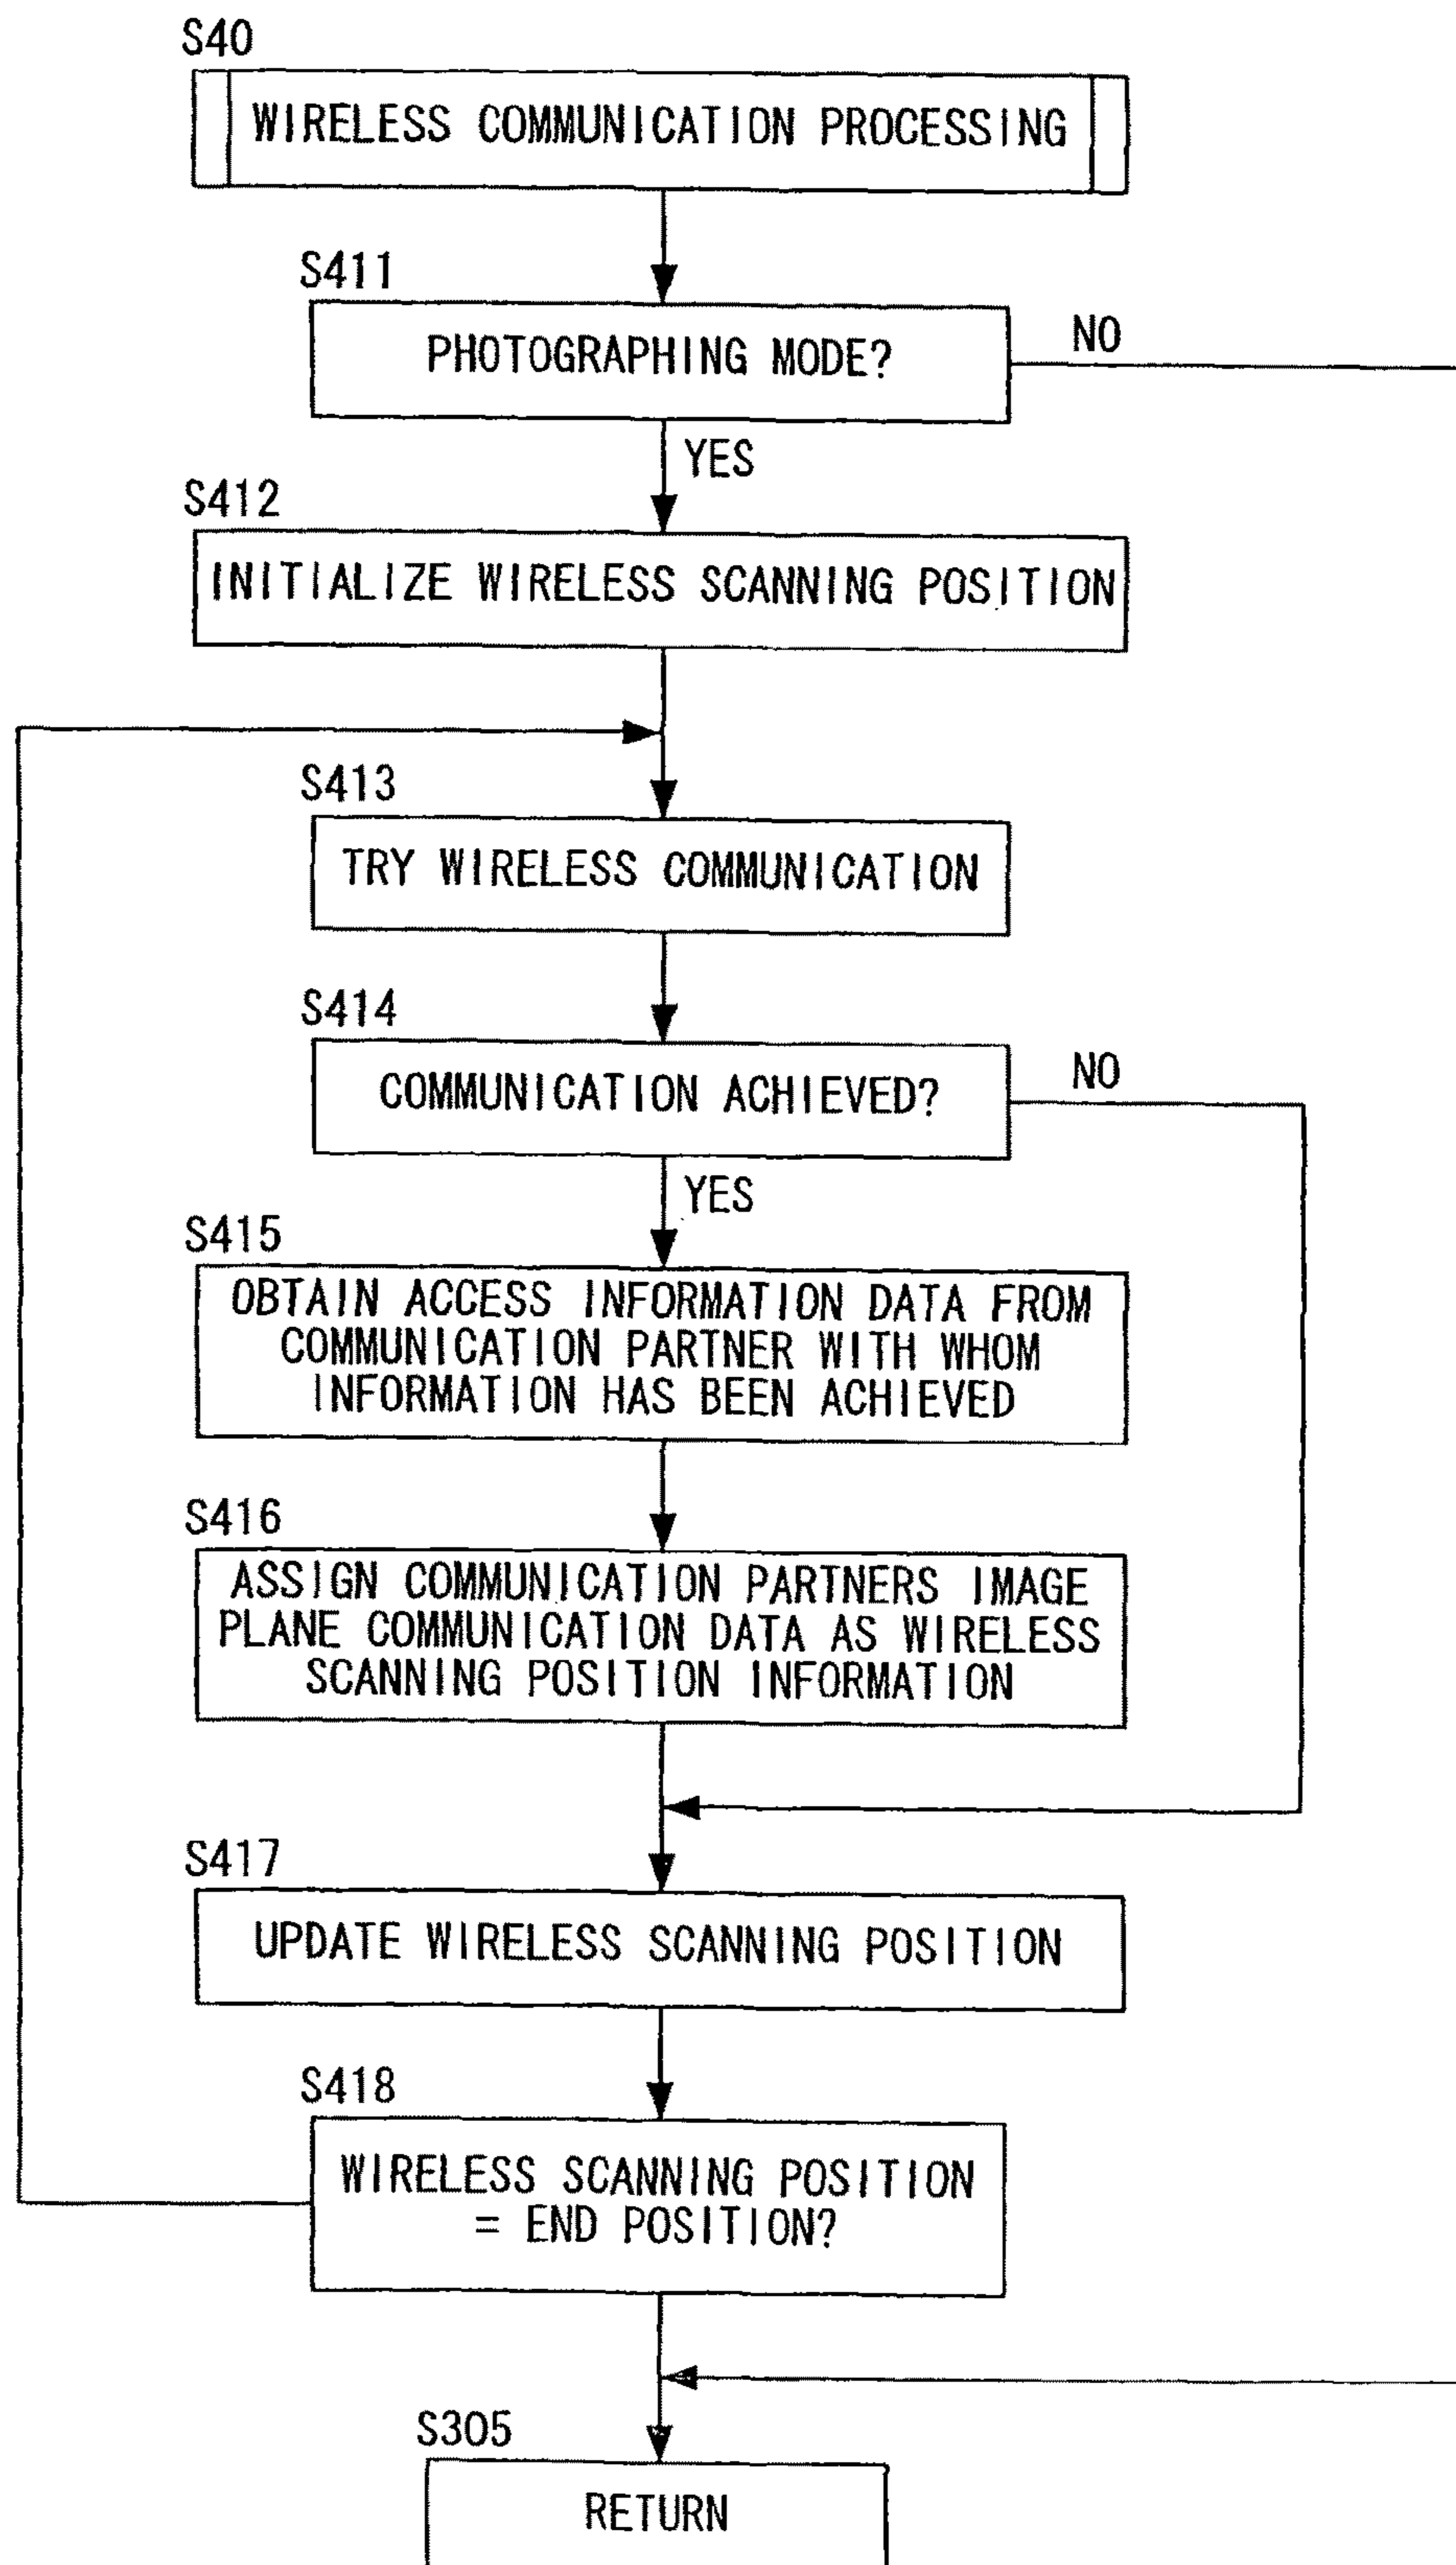 S40
WIRELESS COMMUNICATION PROCESSING
S411
PHOTOGRAPHING MODE?
NO
YES
S412
INITIALIZE WIRELESS SCANNING POSITION
S413
TRY WIRELESS COMMUNICATION
S414
COMMUNICATION ACHIEVED?
NO
YES
S415
OBTAIN ACCESS INFORMATION DATA FROM
COMMUNICATION PARTNER WITH WHOM
INFORMATION HAS BEEN ACHIEVED
S416
ASSIGN COMMUNICATION PARTNERS IMAGE
PLANE COMMUNICATION DATA AS WIRELESS
SCANNING POSITION INFORMATION
S417
UPDATE WIRELESS SCANNING POSITION
S418
WIRELESS SCANNING POSITION
= END POSITION?
S305
RETURN